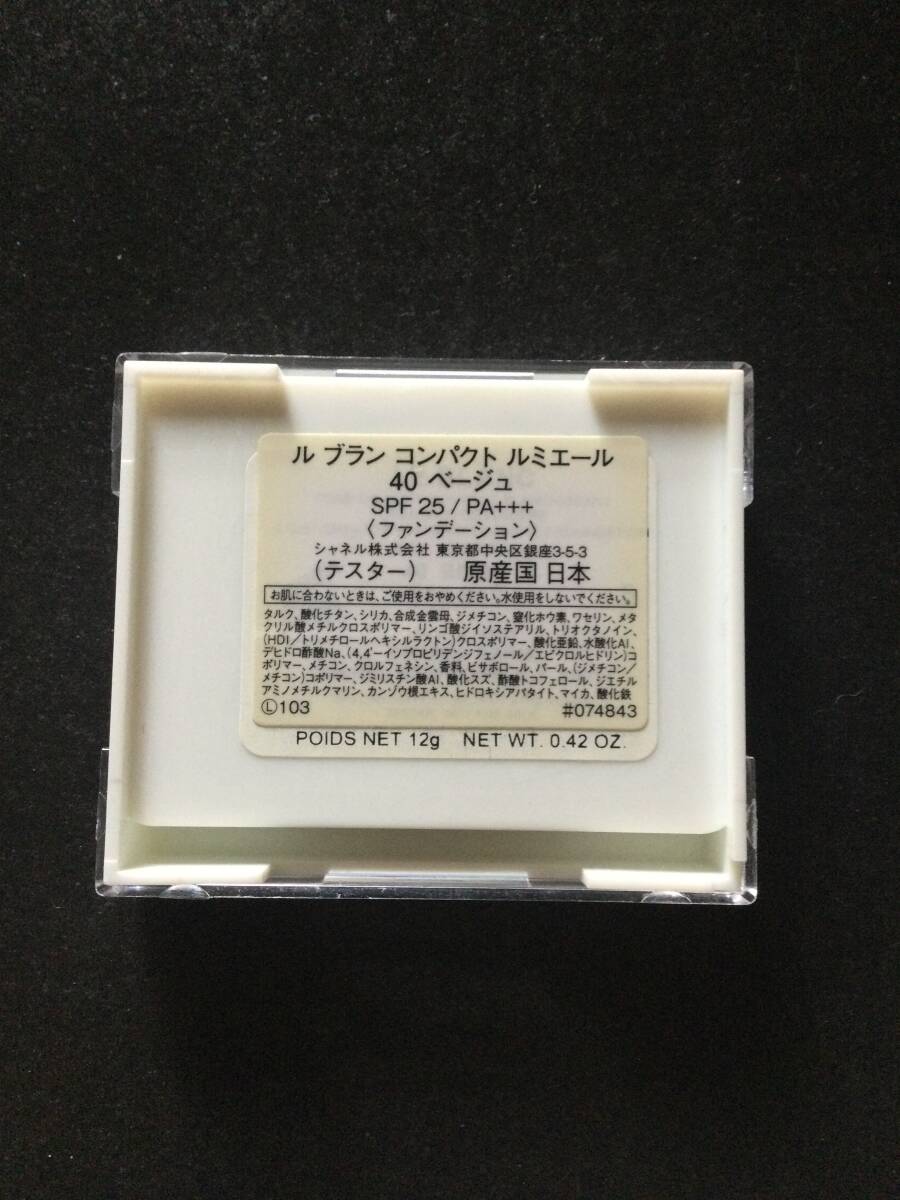 ル ブラン コンパクト ルミエール
40 ベージュ
SPF 25 / PA+++
〈ファンデーション〉
シャネル株式会社 東京都中央区銀座3-5-3
（テスター） 原産国 日本
お肌に合わないときは、ご使用をおやめください。水使用をしないでください。
タルク、酸化チタン、シリカ、合成金雲母、ジメチコン、窒化ホウ素、ワセリン、メタ
クリル酸メチルクロスポリマー、リンゴ酸ジイソステアリル、トリオクタノイン、
(HDI／トリメチロールヘキシルラクトン)クロスポリマー、酸化亜鉛、水酸化Al、
デヒドロ酢酸Na、(4,4'-イソプロピリデンジフェノール／エピクロルヒドリン)コ
ポリマー、メチコン、クロルフェネシン、香料、ビサボロール、パール、(ジメチコン／
メチコン)コポリマー、ジミリスチン酸Al、酸化スズ、酢酸トコフェロール、ジエチル
アミノメチルクマリン、カンゾウ根エキス、ヒドロキシアパタイト、マイカ、酸化鉄
Ⓛ103 #074843
POIDS NET 12g NET WT. 0.42 OZ.